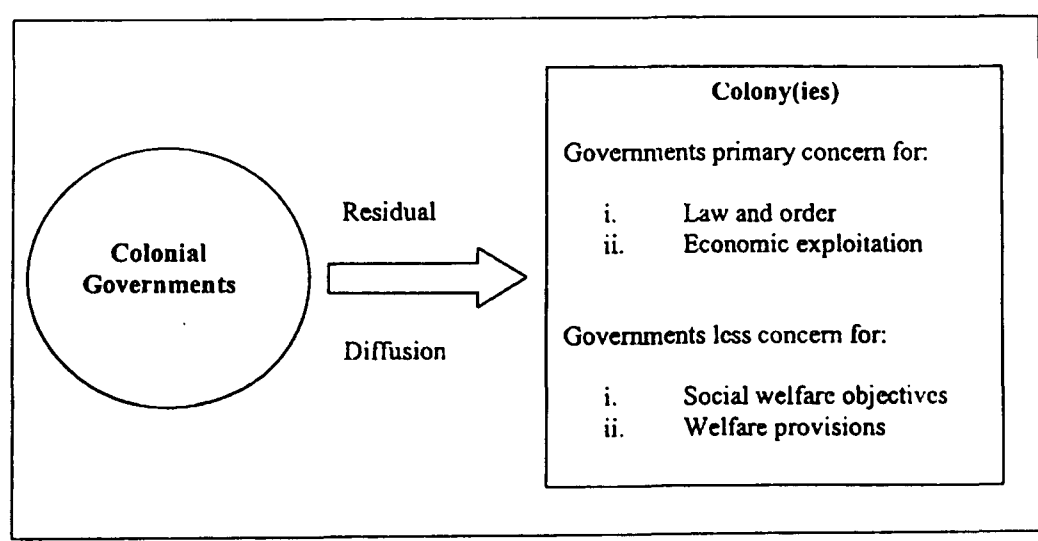 Colonial
Governments
Residual
Diffusion
Colony(ies)
Governments primary concern for:
i. Law and order
ii. Economic exploitation
Governments less concern for:
i. Social welfare objectives
ii. Welfare provisions